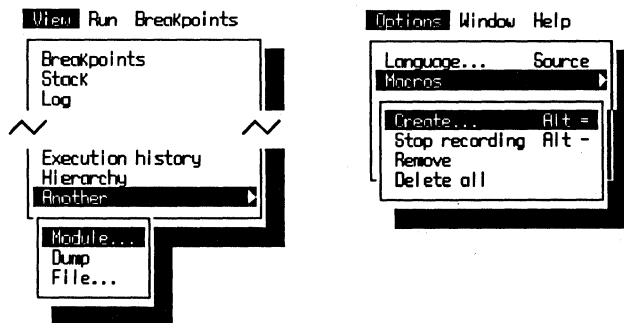 View Run Breakpoints
Breakpoints
Stack
Log
Execution history
Hierarchy
Another
Module...
Dump
File...
Options Window Help
Language... Source
Macros
Create... Alt =
Stop recording Alt -
Remove
Delete all